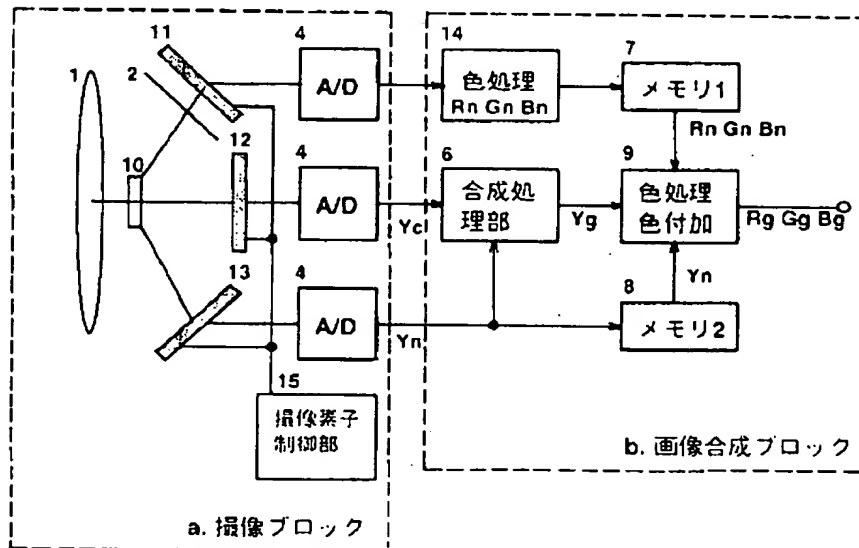 11
4
14
7
1
2
A/D
色処理
Rn Gn Bn
メモリ1
12
Rn Gn Bn
10
4
6
9
A/D
合成処
理部
色処理
色付加
Yc
Yg
Rg Gg Bg
13
4
Yn
8
A/D
メモリ2
Yn
15
撮像素子
制御部
b. 画像合成ブロック
a. 撮像ブロック